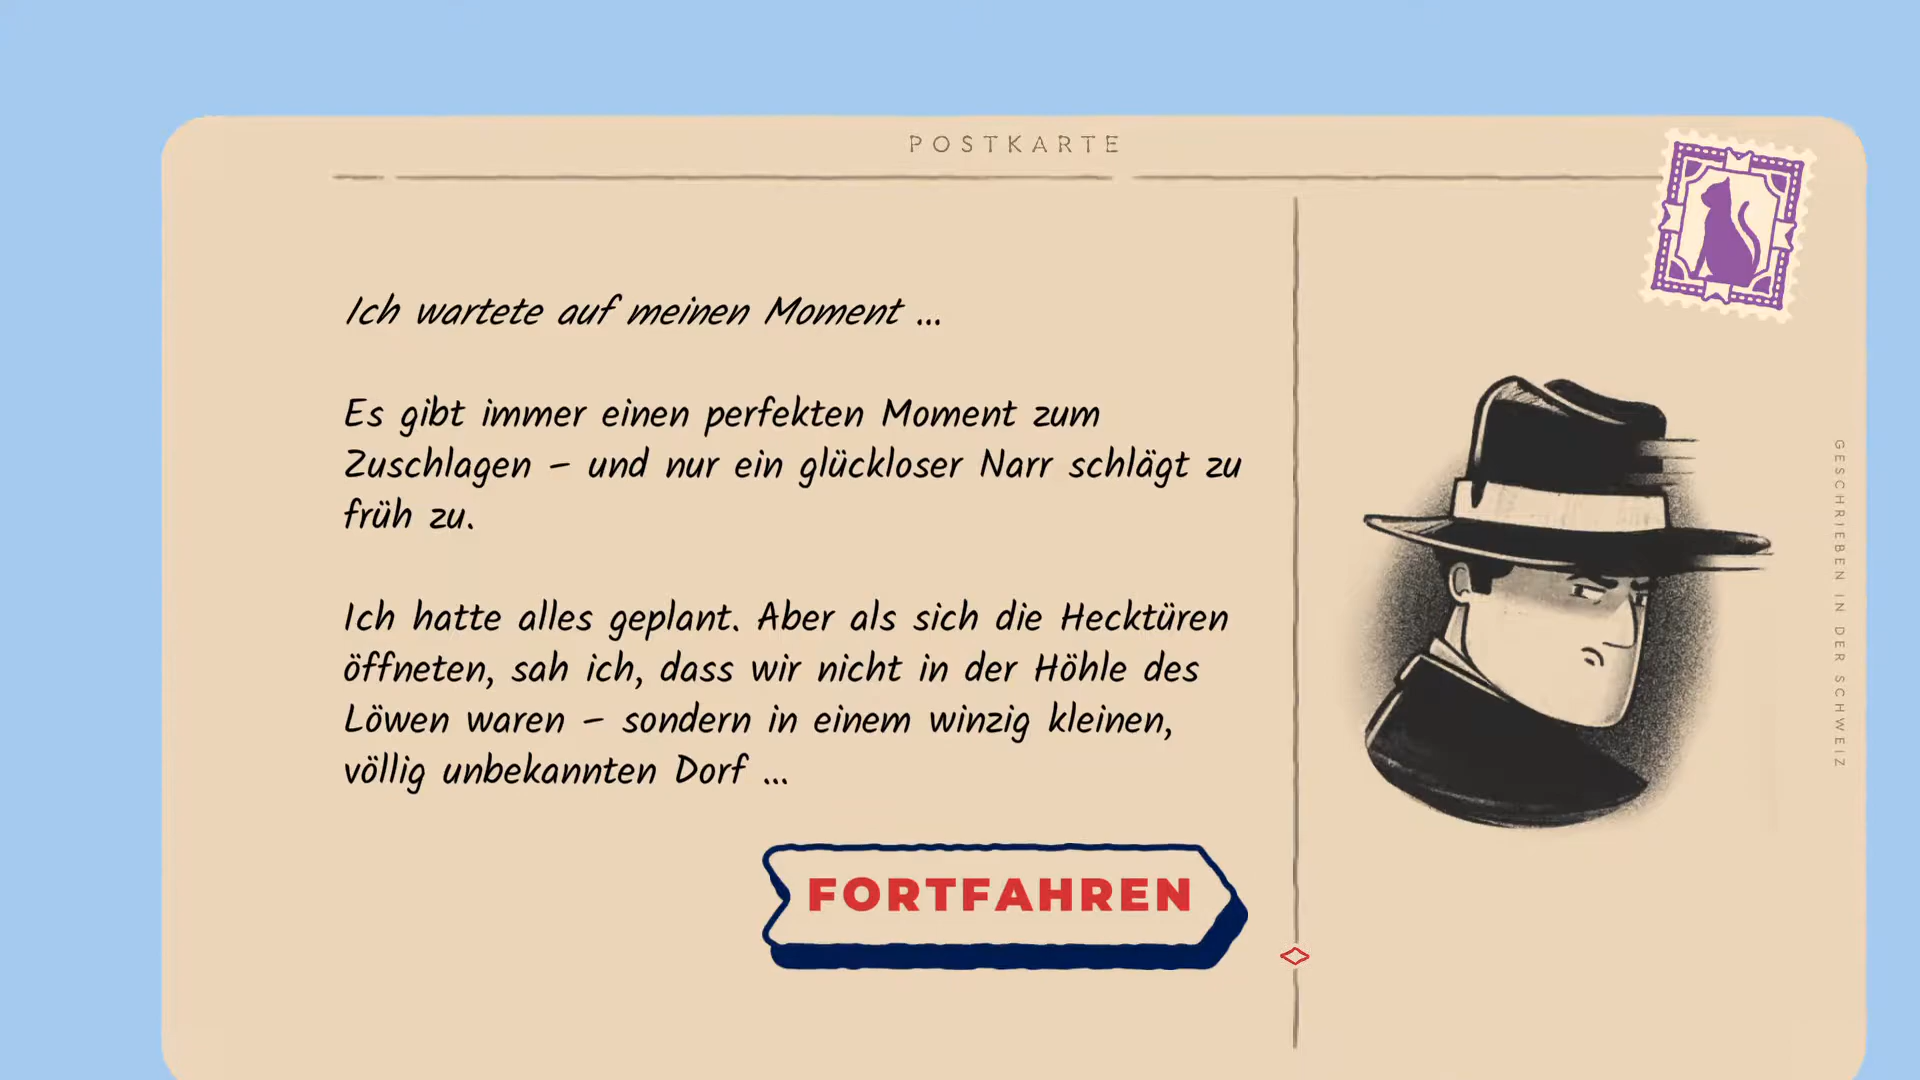 POSTKARTE
Ich wartete auf meinen Moment ...
Es gibt immer einen perfekten Moment zum
Zuschlagen – und nur ein glückloser Narr schlägt zu
früh zu.
Ich hatte alles geplant. Aber als sich die Hecktüren
öffneten, sah ich, dass wir nicht in der Höhle des
Löwen waren – sondern in einem winzig kleinen,
völlig unbekannten Dorf ...
FORTFAHREN
GESCHRIEBEN IN DER SCHWEIZ